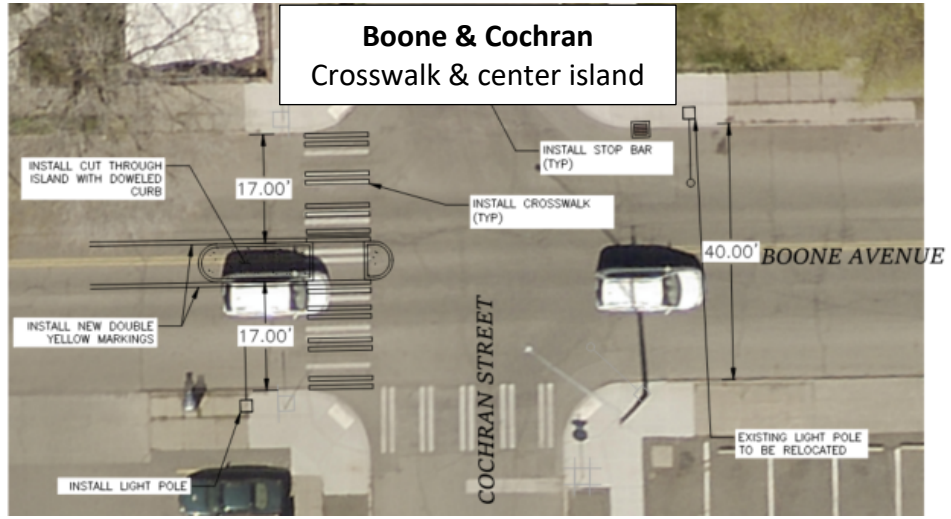 Boone & Cochran
Crosswalk & center island
INSTALL CUT THROUGH
ISLAND WITH DOWELED
CURB
17.00'
INSTALL STOP BAR
(TYP)
INSTALL CROSSWALK
(TYP)
40.00'
BOONE AVENUE
INSTALL NEW DOUBLE
YELLOW MARKINGS
17.00'
COCHRAN STREET
EXISTING LIGHT POLE
TO BE RELOCATED
INSTALL LIGHT POLE